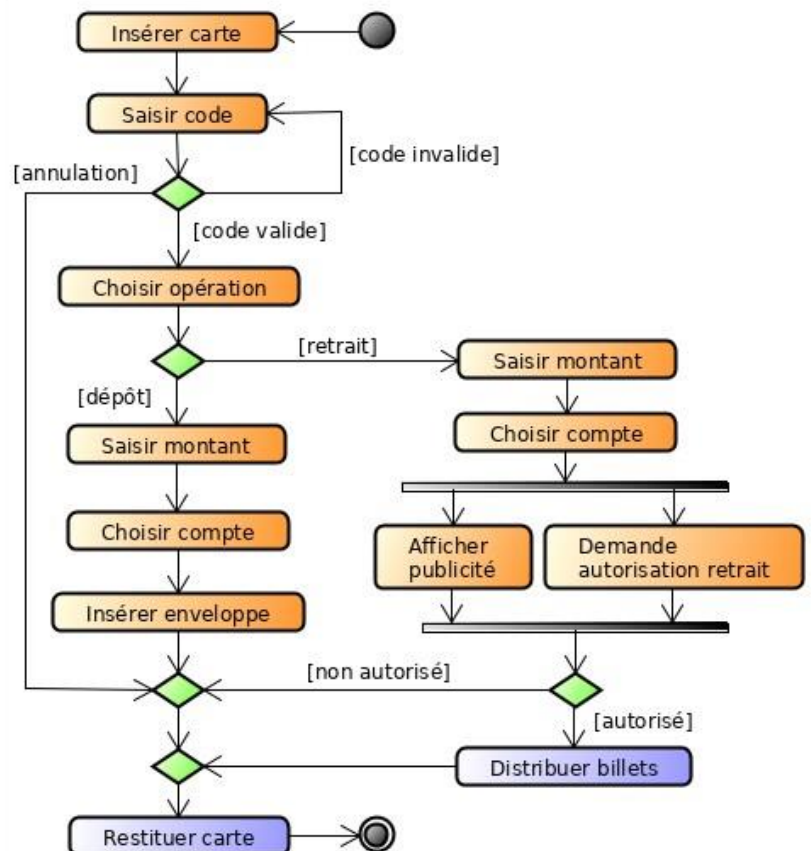 Insérer carte
Saisir code
[code invalide]
[annulation]
[code valide]
Choisir opération
[retrait]
Saisir montant
[dépôt]
Choisir compte
Saisir montant
Choisir compte
Afficher
publicité
Demande
autorisation retrait
Insérer enveloppe
[non autorisé]
[autorisé]
Distribuer billets
Restituer carte